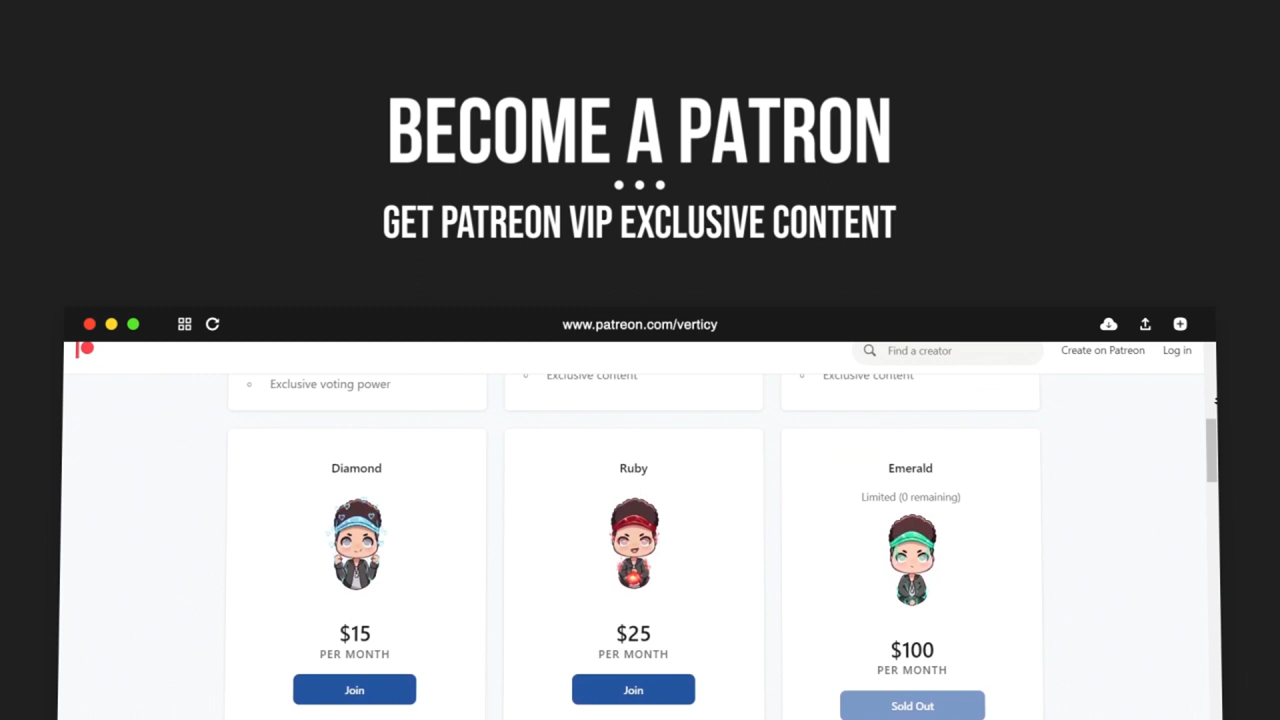 BECOME A PATRON
GET PATREON VIP EXCLUSIVE CONTENT
www.patreon.com/verticy
Find a creator
Create on Patreon
Log in
Exclusive voting power
Exclusive content
Exclusive content
Diamond
Ruby
Emerald
Limited (0 remaining)
$15
PER MONTH
$25
PER MONTH
$100
PER MONTH
Join
Join
Sold Out